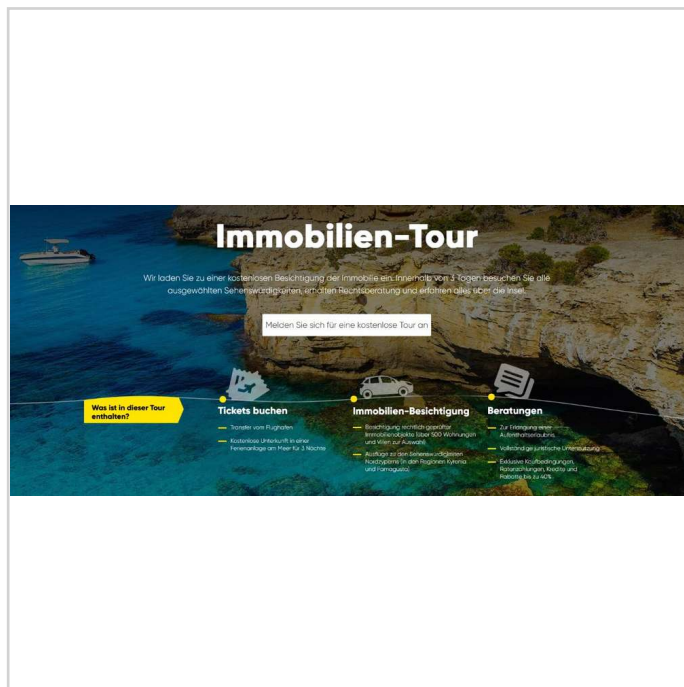 Immobilien-Tour
Wir laden Sie zu einer kostenlosen Besichtigung der Immobilie ein. Innerhalb von 3 Tagen besuchen Sie alle
ausgewählten Sehenswürdigkeiten, erhalten Rechtsberatung und erfahren alles über die Insel.
Melden Sie sich für eine kostenlose Tour an
Was ist in dieser Tour
enthalten?
Tickets buchen
Transfer vom Flughafen
Kostenlose Unterkunft in einer
Ferienanlage am Meer für 3 Nächte
Immobilien-Besichtigung
Besichtigung rechtlich geprüfter
Immobilienobjekte (über 500 Wohnungen
und Villen zur Auswahl)
Ausflüge zu den Sehenswürdigkeiten
Nordzyperns (in den Regionen Kyrenia
und Famagusta)
Beratungen
Zur Erlangung einer
Aufenthaltserlaubnis
Vollständige juristische Unterstützung
Exklusive Kaufbedingungen,
Ratenzahlungen, Kredite und
Rabatte bis zu 40%